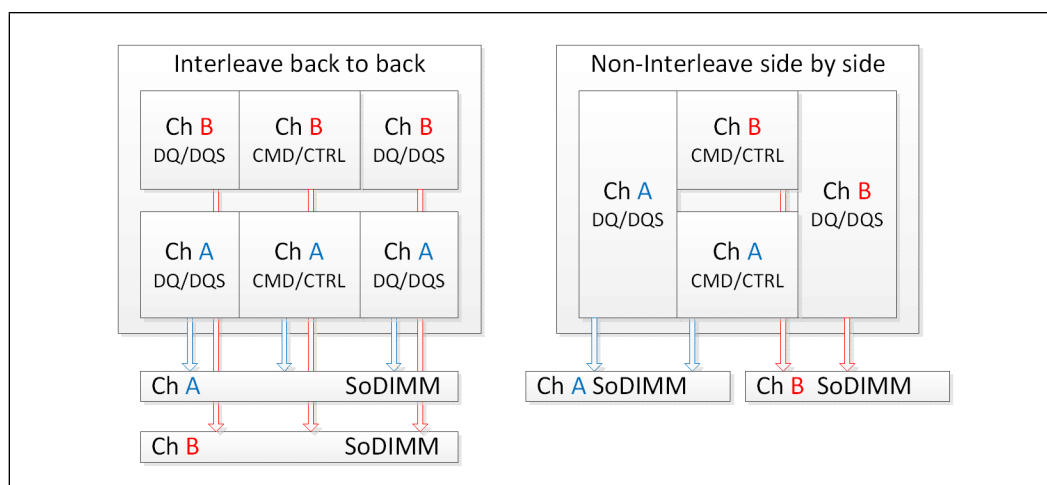 Interleave back to back
Ch B
DQ/DQS
Ch B
CMD/CTRL
Ch B
DQ/DQS
Ch A
DQ/DQS
Ch A
CMD/CTRL
Ch A
DQ/DQS
Ch A SoDIMM
Ch B SoDIMM
Non-Interleave side by side
Ch A
DQ/DQS
Ch B
CMD/CTRL
Ch A
CMD/CTRL
Ch B
DQ/DQS
Ch A SoDIMM
Ch B SoDIMM